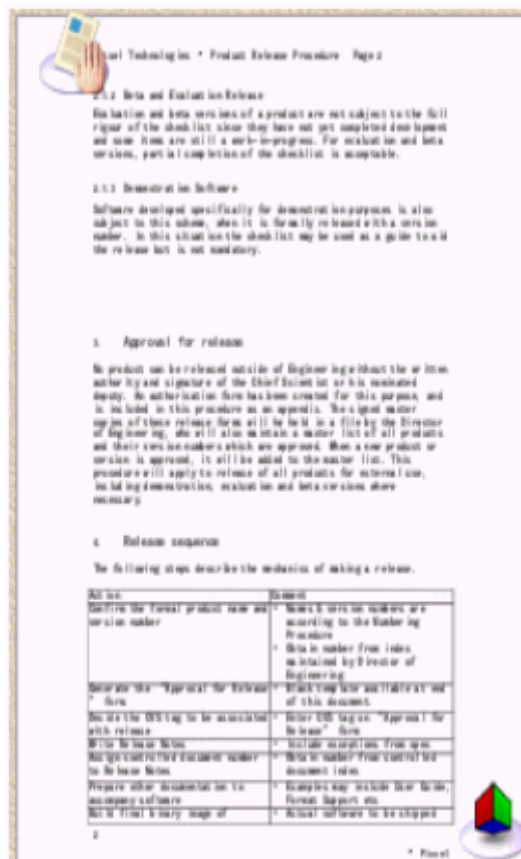 Technologies * Product Release Procedure Page 2
2.1.2 Beta and Evaluation Release
Evaluation and beta versions of a product are not subject to the full
rigour of the checklist since they have not yet completed development
and some items are still a work-in-progress. For evaluation and beta
versions, partial completion of the checklist is acceptable.
2.1.3 Demonstration Software
Software developed specifically for demonstration purposes is also
subject to this scheme, when it is formally released with a version
number. In this situation the checklist may be used as a guide to aid
the release but is not mandatory.
3. Approval for release
No product can be released outside of Engineering without the written
authority and signature of the Chief Scientist or his nominated
deputy. An authorisation form has been created for this purpose, and
is included in this procedure as an appendix. The signed master
copies of these release forms will be held in a file by the Director
of Engineering, who will also maintain a master list of all products
and their version numbers which are approved. When a new product or
version is approved, it will be added to the master list. This
procedure will apply to release of all products for external use,
including demonstration, evaluation and beta versions where
necessary.
4. Release sequence
The following steps describe the mechanics of making a release.
Action Comment
Confirm the formal product name and * Names & version numbers are
version number according to the Numbering
Procedure
* Obtain number from index
maintained by Director of
Engineering
Generate the "Approval for Release * Blank template available at end
" form of this document
Decide the CVS tag to be associated * Enter CVS tag on "Approval for
with release Release" form
Write Release Notes * Include exceptions from spec
Assign controlled document number * Obtain number from controlled
to Release Notes document index
Prepare other documentation to * Examples may include User Guide,
accompany software Format Support etc
Build final binary image of * Actual software to be shipped
2